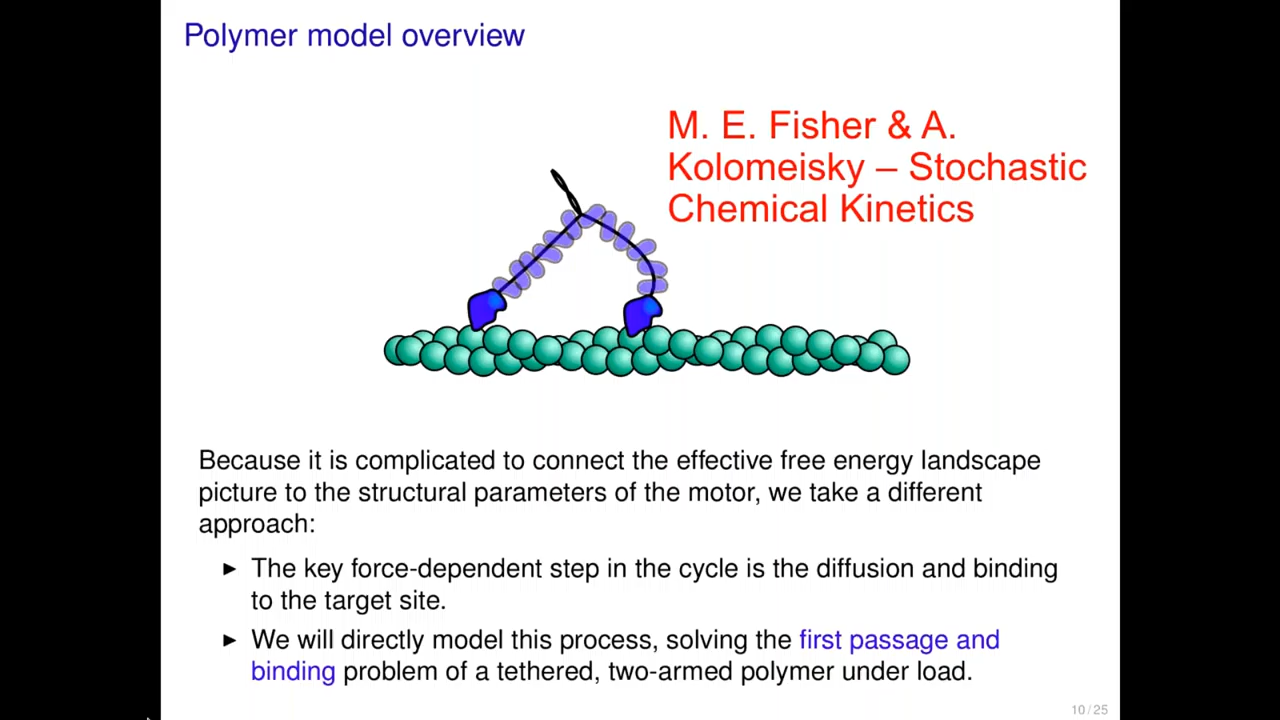 Polymer model overview
M. E. Fisher & A.
Kolomeisky – Stochastic
Chemical Kinetics
Because it is complicated to connect the effective free energy landscape
picture to the structural parameters of the motor, we take a different
approach:
► The key force-dependent step in the cycle is the diffusion and binding
to the target site.
► We will directly model this process, solving the first passage and
binding problem of a tethered, two-armed polymer under load.
10 / 25